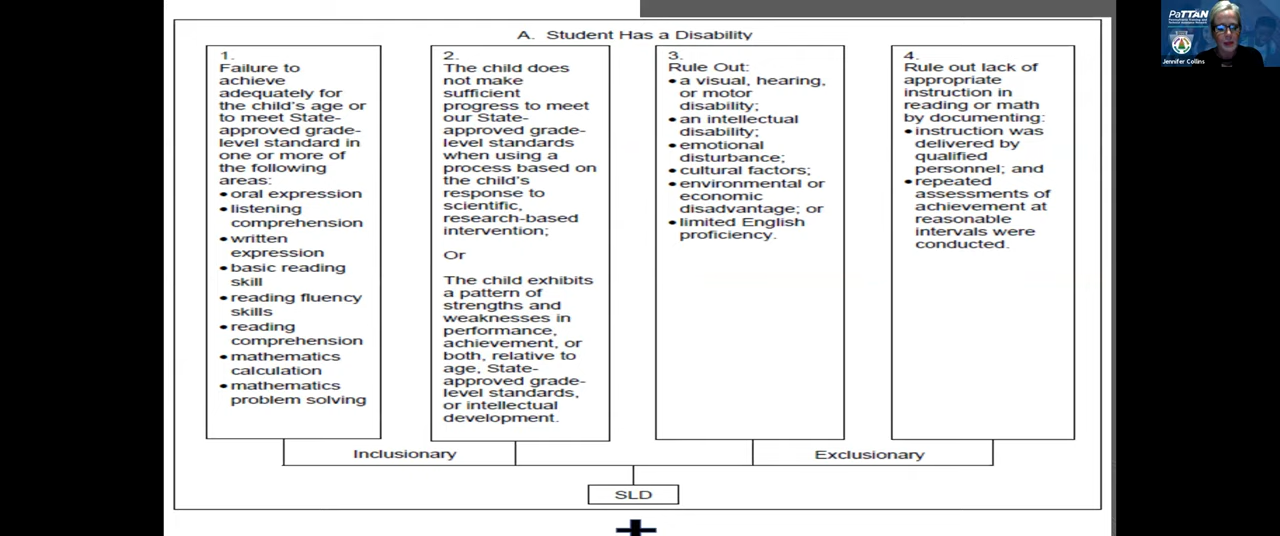 A. Student Has a Disability
1.
Failure to
achieve
adequately for
the child's age or
to meet State-
approved grade-
level standard in
one or more of
the following
areas:
• oral expression
• listening
comprehension
• written
expression
• basic reading
skill
• reading fluency
skills
• reading
comprehension
• mathematics
calculation
• mathematics
problem solving
2.
The child does
not make
sufficient
progress to meet
our State-
approved grade-
level standards
when using a
process based on
the child's
response to
scientific,
research-based
intervention;
Or
The child exhibits
a pattern of
strengths and
weaknesses in
performance,
achievement, or
both, relative to
age, State-
approved grade-
level standards,
or intellectual
development.
3.
Rule Out:
• a visual, hearing,
or motor
disability;
• an intellectual
disability;
• emotional
disturbance;
• cultural factors;
• environmental or
economic
disadvantage; or
• limited English
proficiency.
4.
Rule out lack of
appropriate
instruction in
reading or math
by documenting:
• instruction was
delivered by
qualified
personnel; and
• repeated
assessments of
achievement at
reasonable
intervals were
conducted.
Inclusionary
Exclusionary
SLD
+
PaTTAN
Jennifer Collins